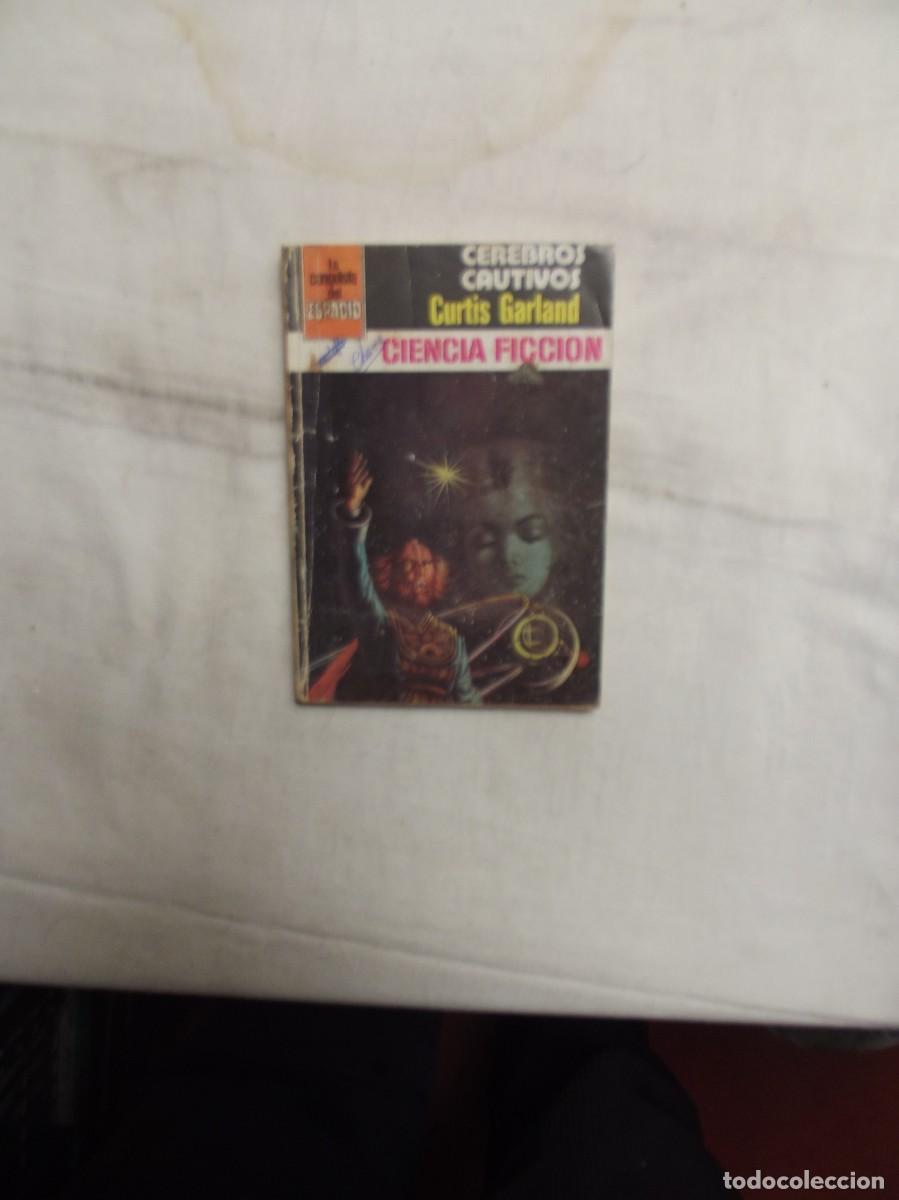 La
conquista
del
ESPACIO
CEREBROS
CAUTIVOS
Curtis Garland
CIENCIA FICCION
todocoleccion